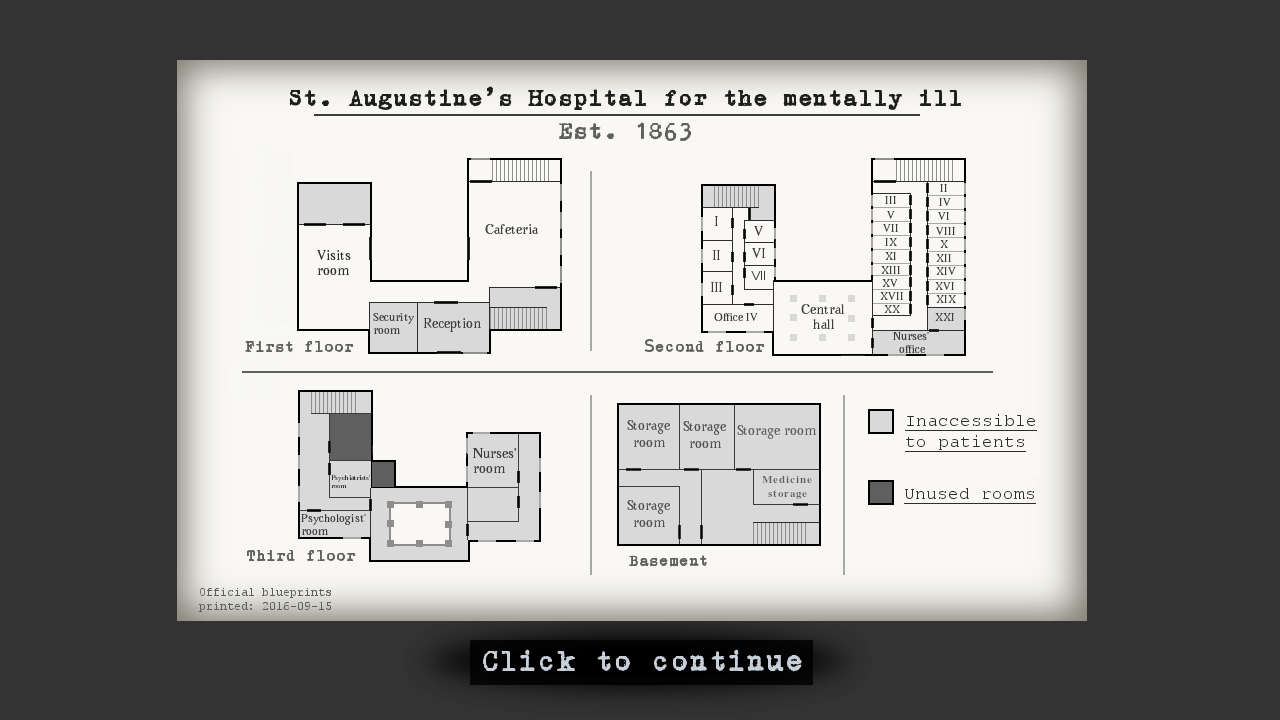 St. Augustine's Hospital for the mentally ill
Est. 1863
Visits
room
Cafeteria
Security
room
Reception
First floor
I
II
III
V
VI
VII
Office IV
Central
hall
III
V
VII
IX
XI
XIII
XV
XVII
XX
II
IV
VI
VIII
X
XII
XIV
XVI
XIX
XXI
Nurses'
office
Second floor
Psychiatrists'
room
Psychologist'
room
Nurses'
room
Third floor
Storage
room
Storage
room
Storage room
Medicine
storage
Storage
room
Basement
Inaccessible
to patients
Unused rooms
Official blueprints
printed: 2016-09-15
Click to continue